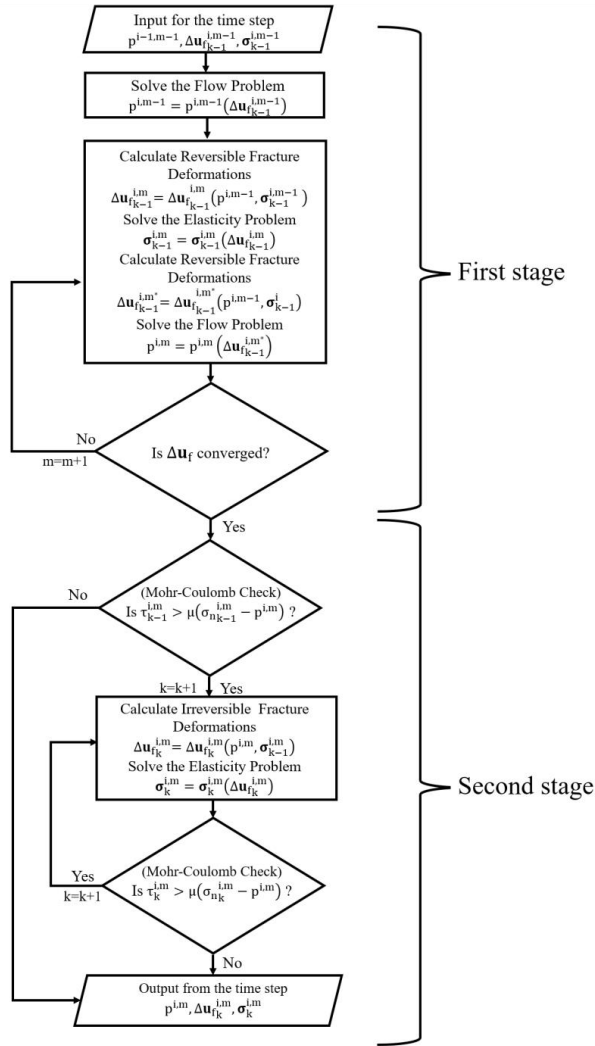 Input for the time step
p^{i-1,m-1}, Δu_{f_{k-1}}^{i,m-1}, σ_{k-1}^{i,m-1}
Solve the Flow Problem
p^{i,m-1} = p^{i,m-1}(Δu_{f_{k-1}}^{i,m-1})
Calculate Reversible Fracture
Deformations
Δu_{f_{k-1}}^{i,m} = Δu_{f_{k-1}}^{i,m}(p^{i,m-1}, σ_{k-1}^{i,m-1})
Solve the Elasticity Problem
σ_{k-1}^{i,m} = σ_{k-1}^{i,m}(Δu_{f_{k-1}}^{i,m})
Calculate Reversible Fracture
Deformations
Δu_{f_{k-1}}^{i,m*} = Δu_{f_{k-1}}^{i,m*}(p^{i,m-1}, σ_{k-1}^{i})
Solve the Flow Problem
p^{i,m} = p^{i,m}(Δu_{f_{k-1}}^{i,m*})
First stage
No
m=m+1
Is Δu_f converged?
Yes
No
(Mohr-Coulomb Check)
Is τ_{k-1}^{i,m} > μ(σ_{n_{k-1}}^{i,m} − p^{i,m}) ?
k=k+1
Yes
Calculate Irreversible Fracture
Deformations
Δu_{f_k}^{i,m} = Δu_{f_k}^{i,m}(p^{i,m}, σ_{k-1}^{i,m})
Solve the Elasticity Problem
σ_k^{i,m} = σ_k^{i,m}(Δu_{f_k}^{i,m})
Second stage
Yes
k=k+1
(Mohr-Coulomb Check)
Is τ_k^{i,m} > μ(σ_{n_k}^{i,m} − p^{i,m}) ?
No
Output from the time step
p^{i,m}, Δu_{f_k}^{i,m}, σ_k^{i,m}